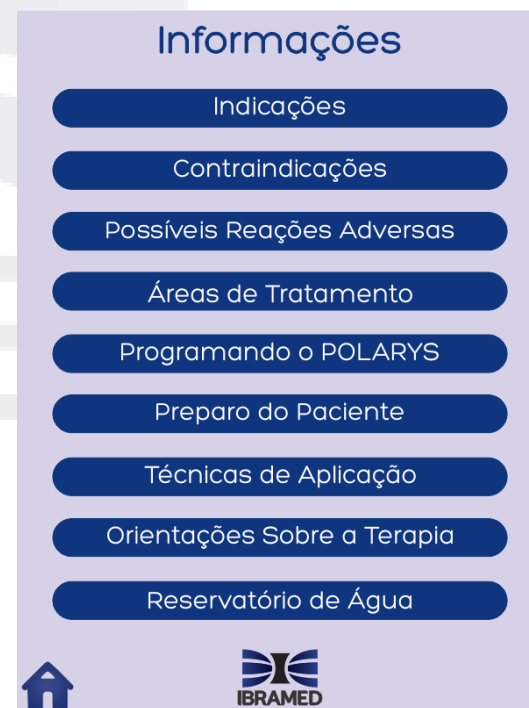 Informações
Indicações
Contraindicações
Possíveis Reações Adversas
Áreas de Tratamento
Programando o POLARYS
Preparo do Paciente
Técnicas de Aplicação
Orientações Sobre a Terapia
Reservatório de Água
IBRAMED